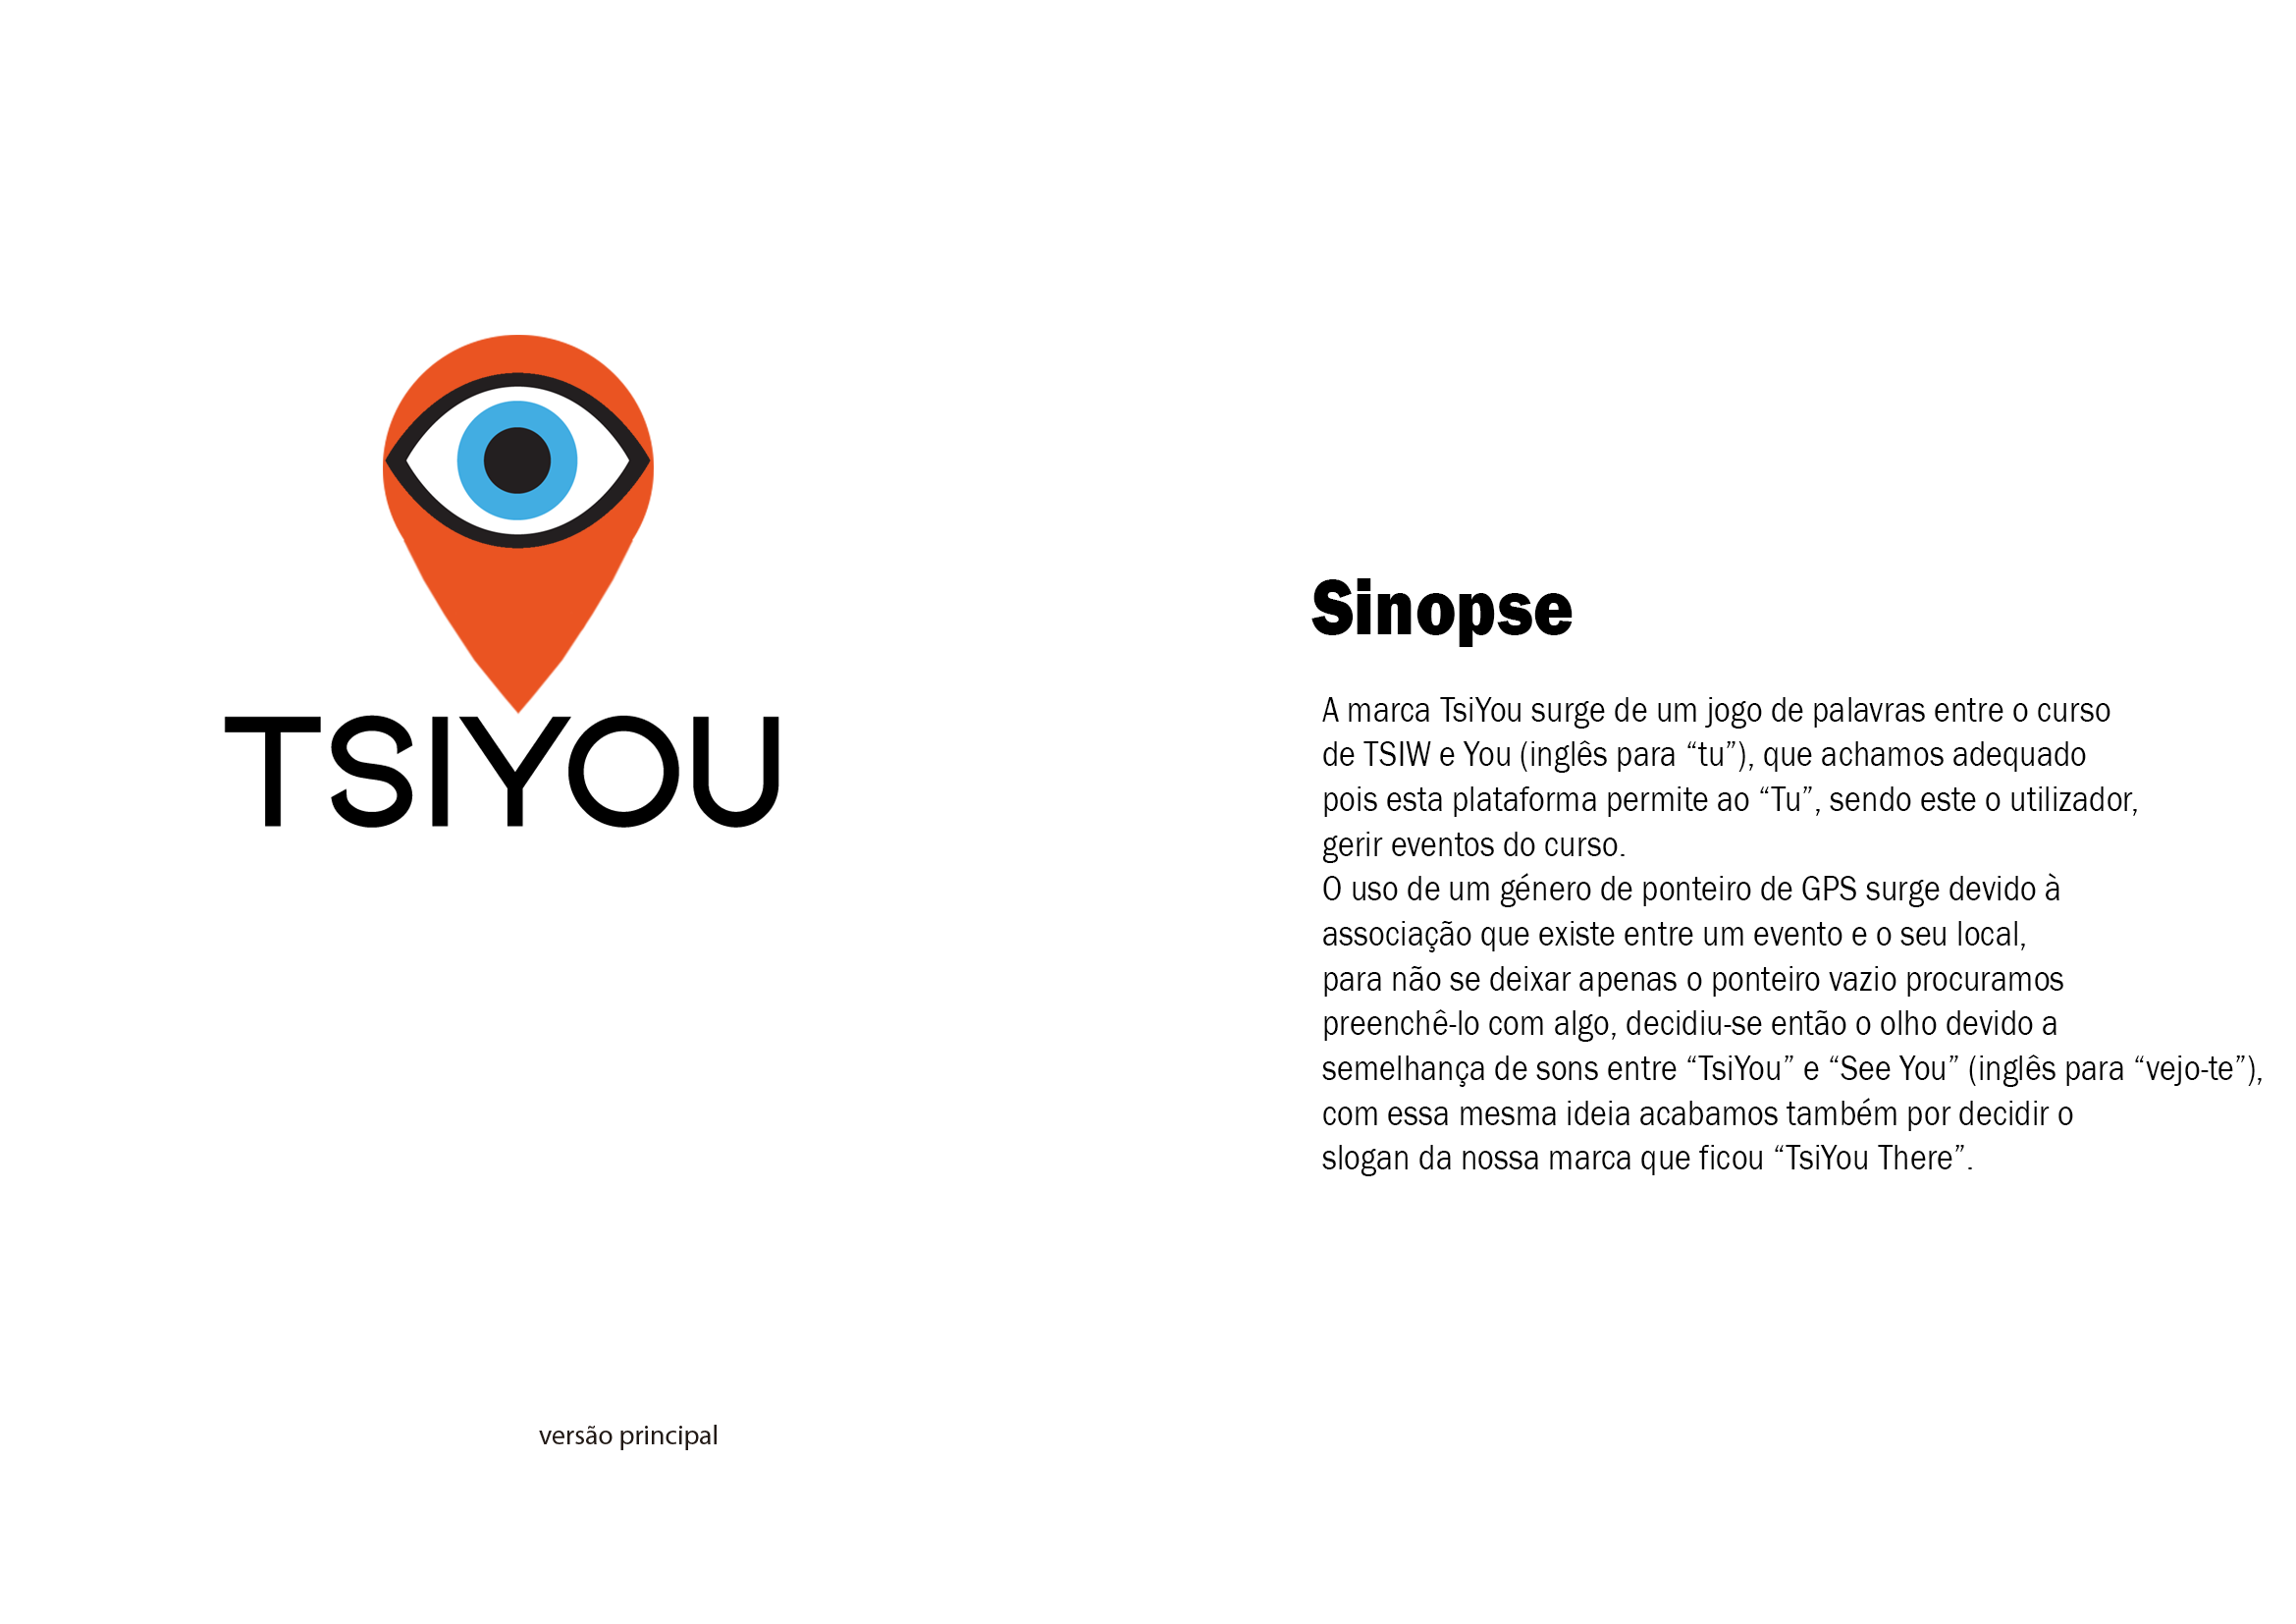 TSIYOU
versão principal
Sinopse
A marca TsiYou surge de um jogo de palavras entre o curso
de TSIW e You (inglês para “tu”), que achamos adequado
pois esta plataforma permite ao “Tu”, sendo este o utilizador,
gerir eventos do curso.
O uso de um género de ponteiro de GPS surge devido à
associação que existe entre um evento e o seu local,
para não se deixar apenas o ponteiro vazio procuramos
preenchê-lo com algo, decidiu-se então o olho devido a
semelhança de sons entre “TsiYou” e “See You” (inglês para “vejo-te”),
com essa mesma ideia acabamos também por decidir o
slogan da nossa marca que ficou “TsiYou There”.